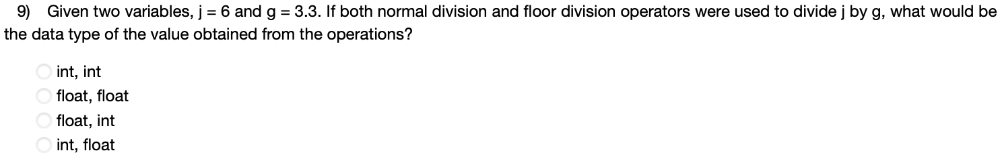 9) Given two variables, j = 6 and g = 3.3. If both normal division and floor division operators were used to divide j by g, what would be
the data type of the value obtained from the operations?
int, int
float, float
float, int
int, float